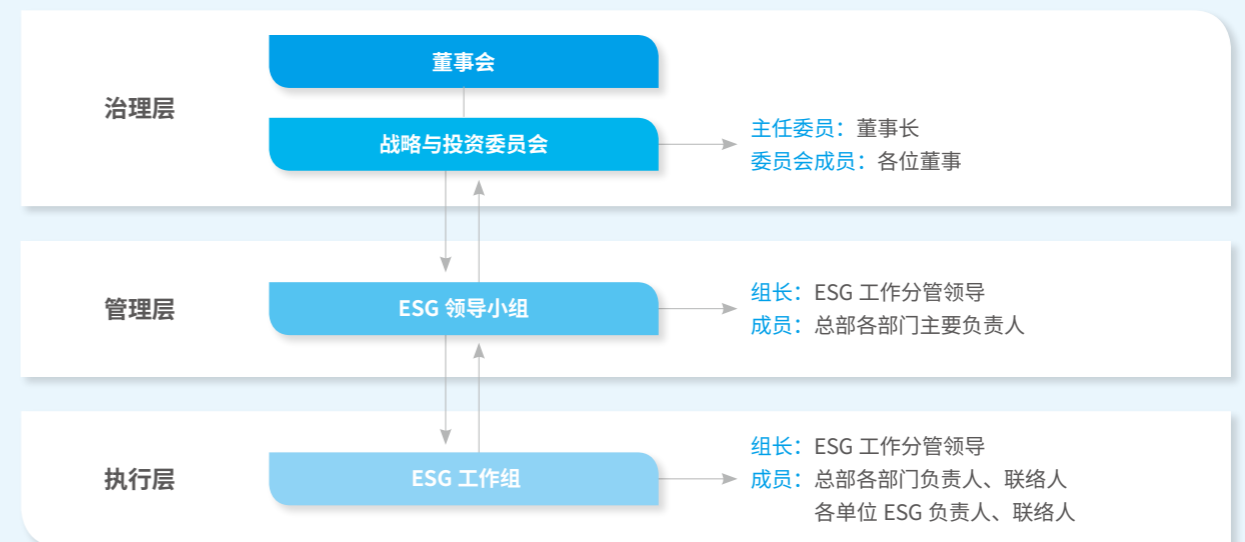 治理层
董事会
战略与投资委员会
主任委员：董事长
委员会成员：各位董事
管理层
ESG 领导小组
组长：ESG 工作分管领导
成员：总部各部门主要负责人
执行层
ESG 工作组
组长：ESG 工作分管领导
成员：总部各部门负责人、联络人
各单位 ESG 负责人、联络人